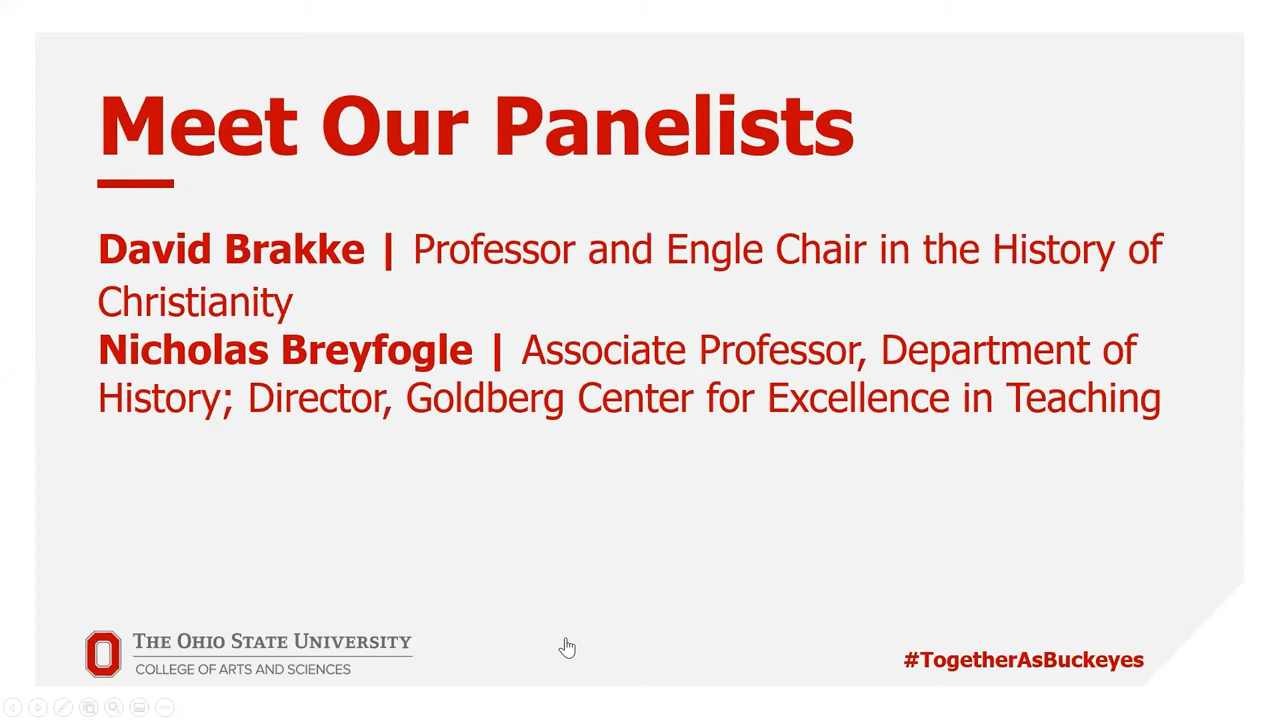 Meet Our Panelists
David Brakke | Professor and Engle Chair in the History of
Christianity
Nicholas Breyfogle | Associate Professor, Department of
History; Director, Goldberg Center for Excellence in Teaching
THE OHIO STATE UNIVERSITY
COLLEGE OF ARTS AND SCIENCES
#TogetherAsBuckeyes